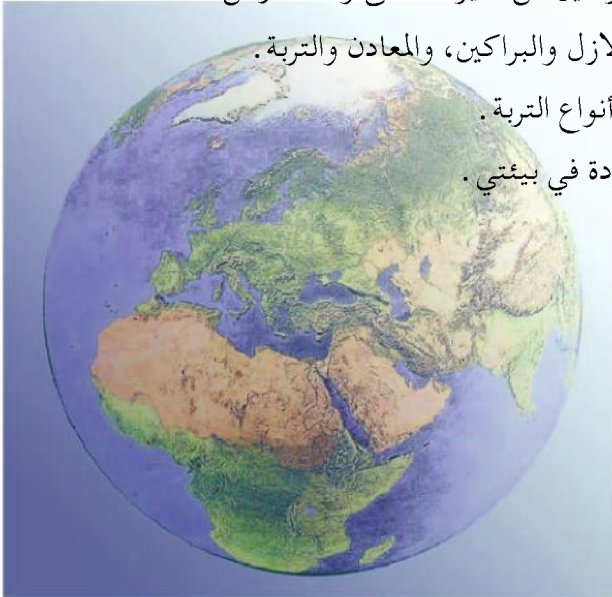 لازل والبراكين، والمعادن والتربة.
أنواع التربة.
دة في بيئتي.